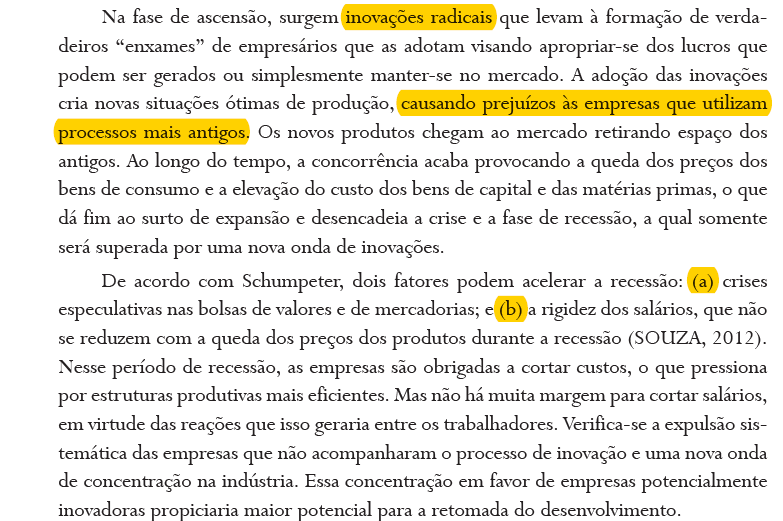 Na fase de ascensão, surgem inovações radicais que levam à formação de verda-
deiros “enxames” de empresários que as adotam visando apropriar-se dos lucros que
podem ser gerados ou simplesmente manter-se no mercado. A adoção das inovações
cria novas situações ótimas de produção, causando prejuízos às empresas que utilizam
processos mais antigos. Os novos produtos chegam ao mercado retirando espaço dos
antigos. Ao longo do tempo, a concorrência acaba provocando a queda dos preços dos
bens de consumo e a elevação do custo dos bens de capital e das matérias primas, o que
dá fim ao surto de expansão e desencadeia a crise e a fase de recessão, a qual somente
será superada por uma nova onda de inovações.
De acordo com Schumpeter, dois fatores podem acelerar a recessão: (a) crises
especulativas nas bolsas de valores e de mercadorias; e (b) a rigidez dos salários, que não
se reduzem com a queda dos preços dos produtos durante a recessão (SOUZA, 2012).
Nesse período de recessão, as empresas são obrigadas a cortar custos, o que pressiona
por estruturas produtivas mais eficientes. Mas não há muita margem para cortar salários,
em virtude das reações que isso geraria entre os trabalhadores. Verifica-se a expulsão sis-
temática das empresas que não acompanharam o processo de inovação e uma nova onda
de concentração na indústria. Essa concentração em favor de empresas potencialmente
inovadoras propiciaria maior potencial para a retomada do desenvolvimento.